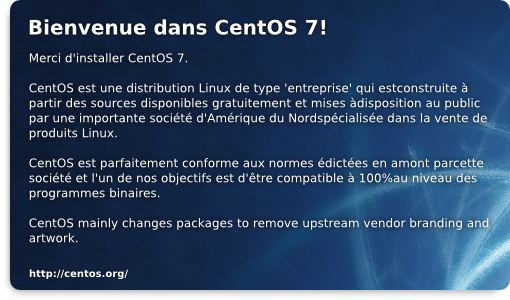 Bienvenue dans CentOS 7!
Merci d'installer CentOS 7.
CentOS est une distribution Linux de type 'entreprise' qui estconstruite à
partir des sources disponibles gratuitement et mises àdisposition au public
par une importante société d'Amérique du Nordspécialisée dans la vente de
produits Linux.
CentOS est parfaitement conforme aux normes édictées en amont parcette
société et l'un de nos objectifs est d'être compatible à 100%au niveau des
programmes binaires.
CentOS mainly changes packages to remove upstream vendor branding and
artwork.
http://centos.org/